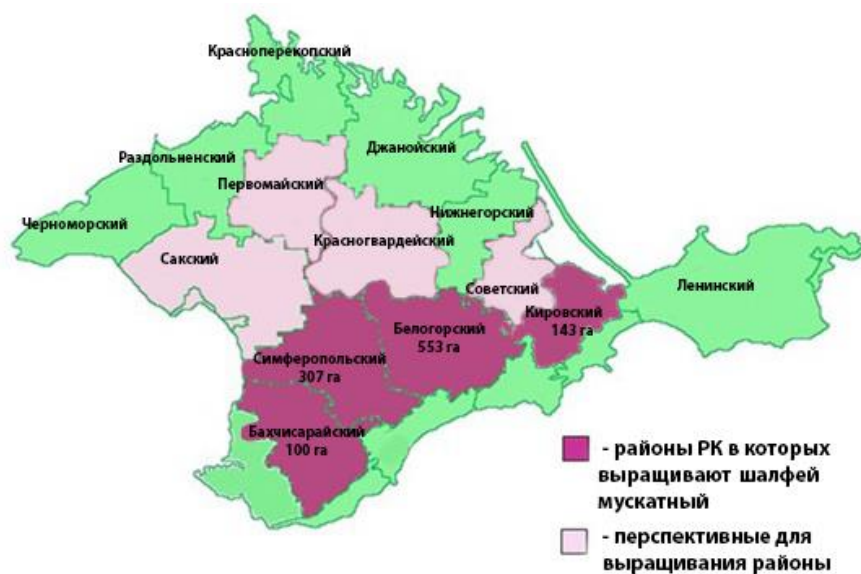 Красноперекопский
Джанойский
Раздольненский
Первомайский
Черноморский
Нижнегорский
Красногвардейский
Сакский
Советский
Ленинский
Кировский
143 га
Белогорский
553 га
Симферопольский
307 га
Бахчисарайский
100 га
- районы РК в которых
выращивают шалфей
мускатный
- перспективные для
выращивания районы